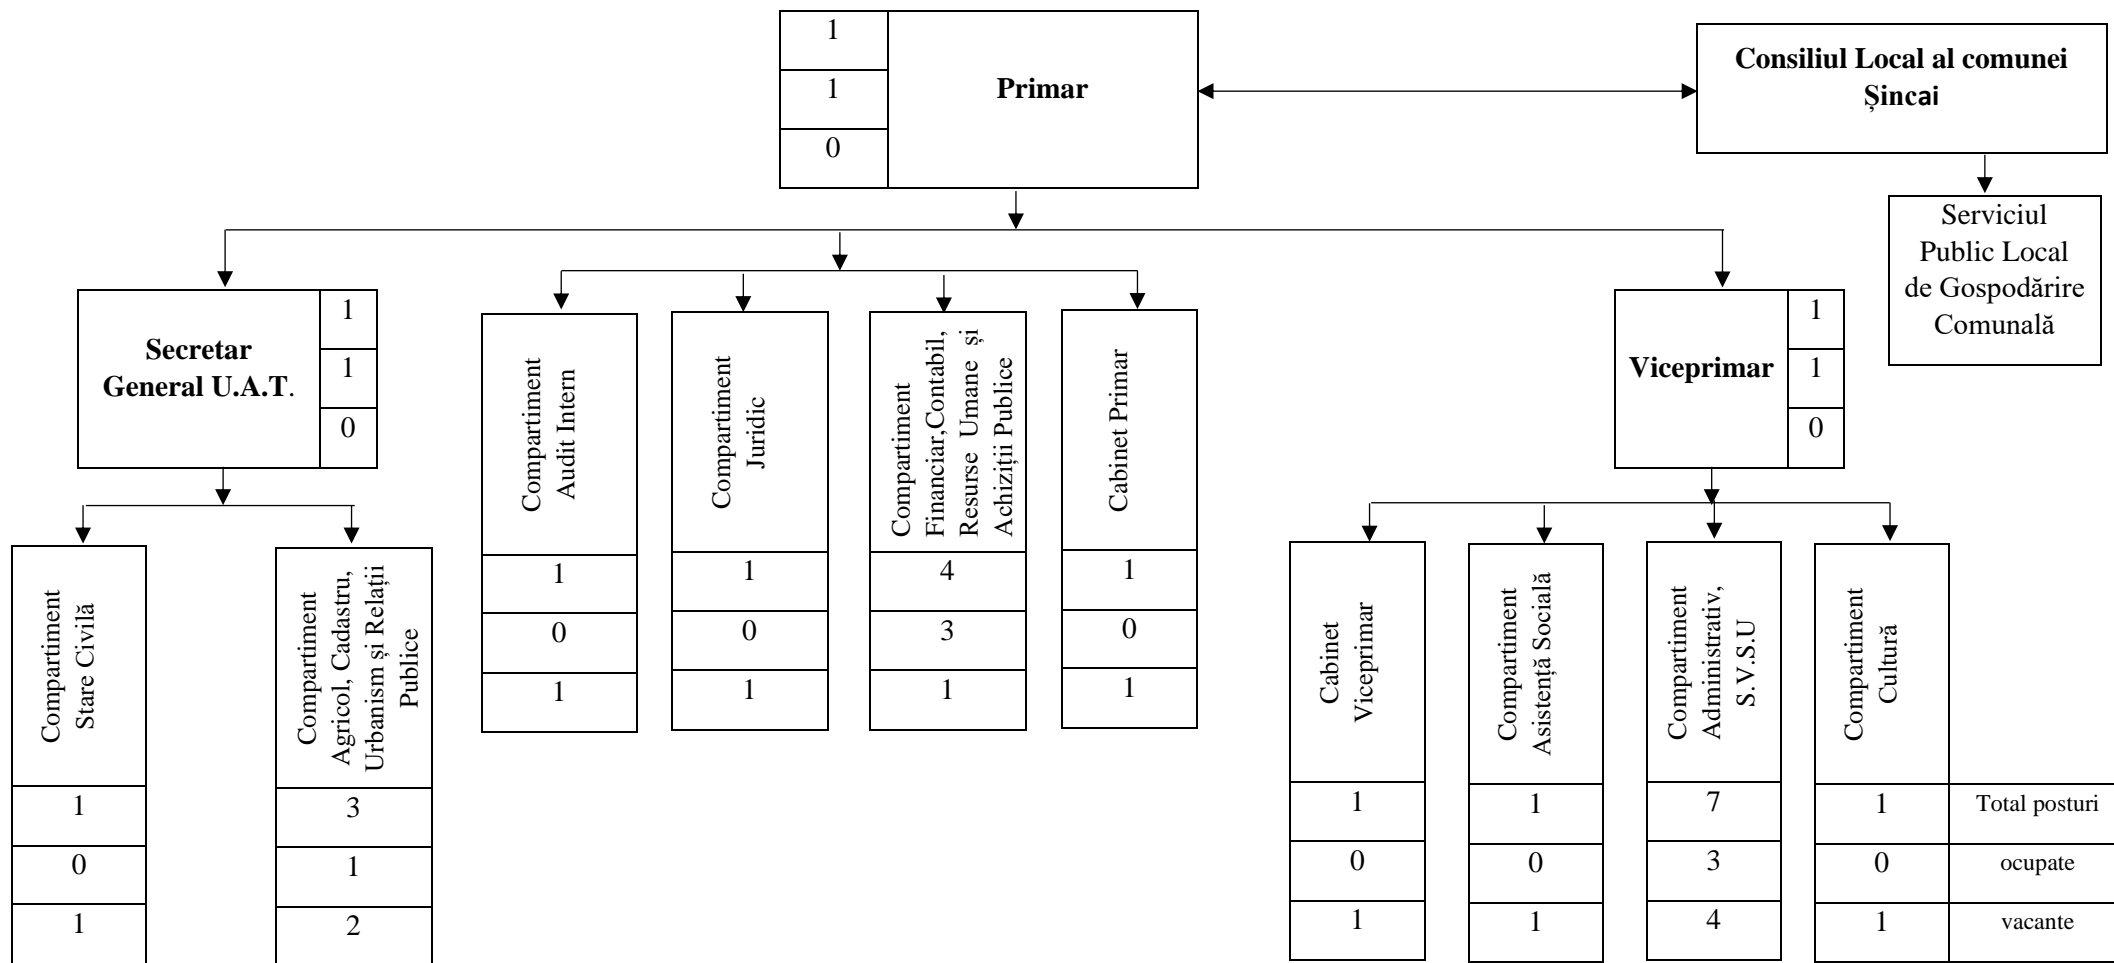 1
1
0
Primar
Consiliul Local al comunei
Șincai
Serviciul
Public Local
de Gospodărire
Comunală
Secretar
General U.A.T.
1
1
0
Compartiment
Audit Intern
1
0
1
Compartiment
Juridic
1
0
1
Compartiment
Financiar,Contabil,
Resurse Umane și
Achiziții Publice
4
3
1
Cabinet Primar
1
0
1
Viceprimar
1
1
0
Compartiment
Stare Civilă
1
0
1
Compartiment
Agricol, Cadastru,
Urbanism și Relații
Publice
3
1
2
Cabinet
Viceprimar
1
0
1
Compartiment
Asistență Socială
1
0
1
Compartiment
Administrativ,
S.V.S.U
7
3
4
Compartiment
Cultură
1
0
1
Total posturi
ocupate
vacante